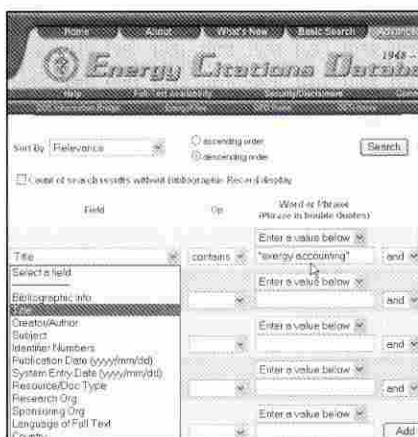 Home About What's New Basic Search Advanced
Energy Citations Datab
1948 –
Help Full-Text Availability Security/Disclaimers
Sort By Relevance
ascending order
descending order
Search
Count of search results without Bibliographic Record display
Field Op Word or Phrase
(Phrase in Double Quotes)
Enter a value below
Title contains "exergy accounting" and
Select a field
Enter a value below
Bibliographic Info
and
Title
Creator/Author
Enter a value below
Subject
Identifier Numbers
and
Publication Date (yyyy/mm/dd)
System Entry Date (yyyy/mm/dd)
Enter a value below
Resource/Doc Type
and
Research Org
Sponsoring Org
Enter a value below
Language of Full Text
Country
Add